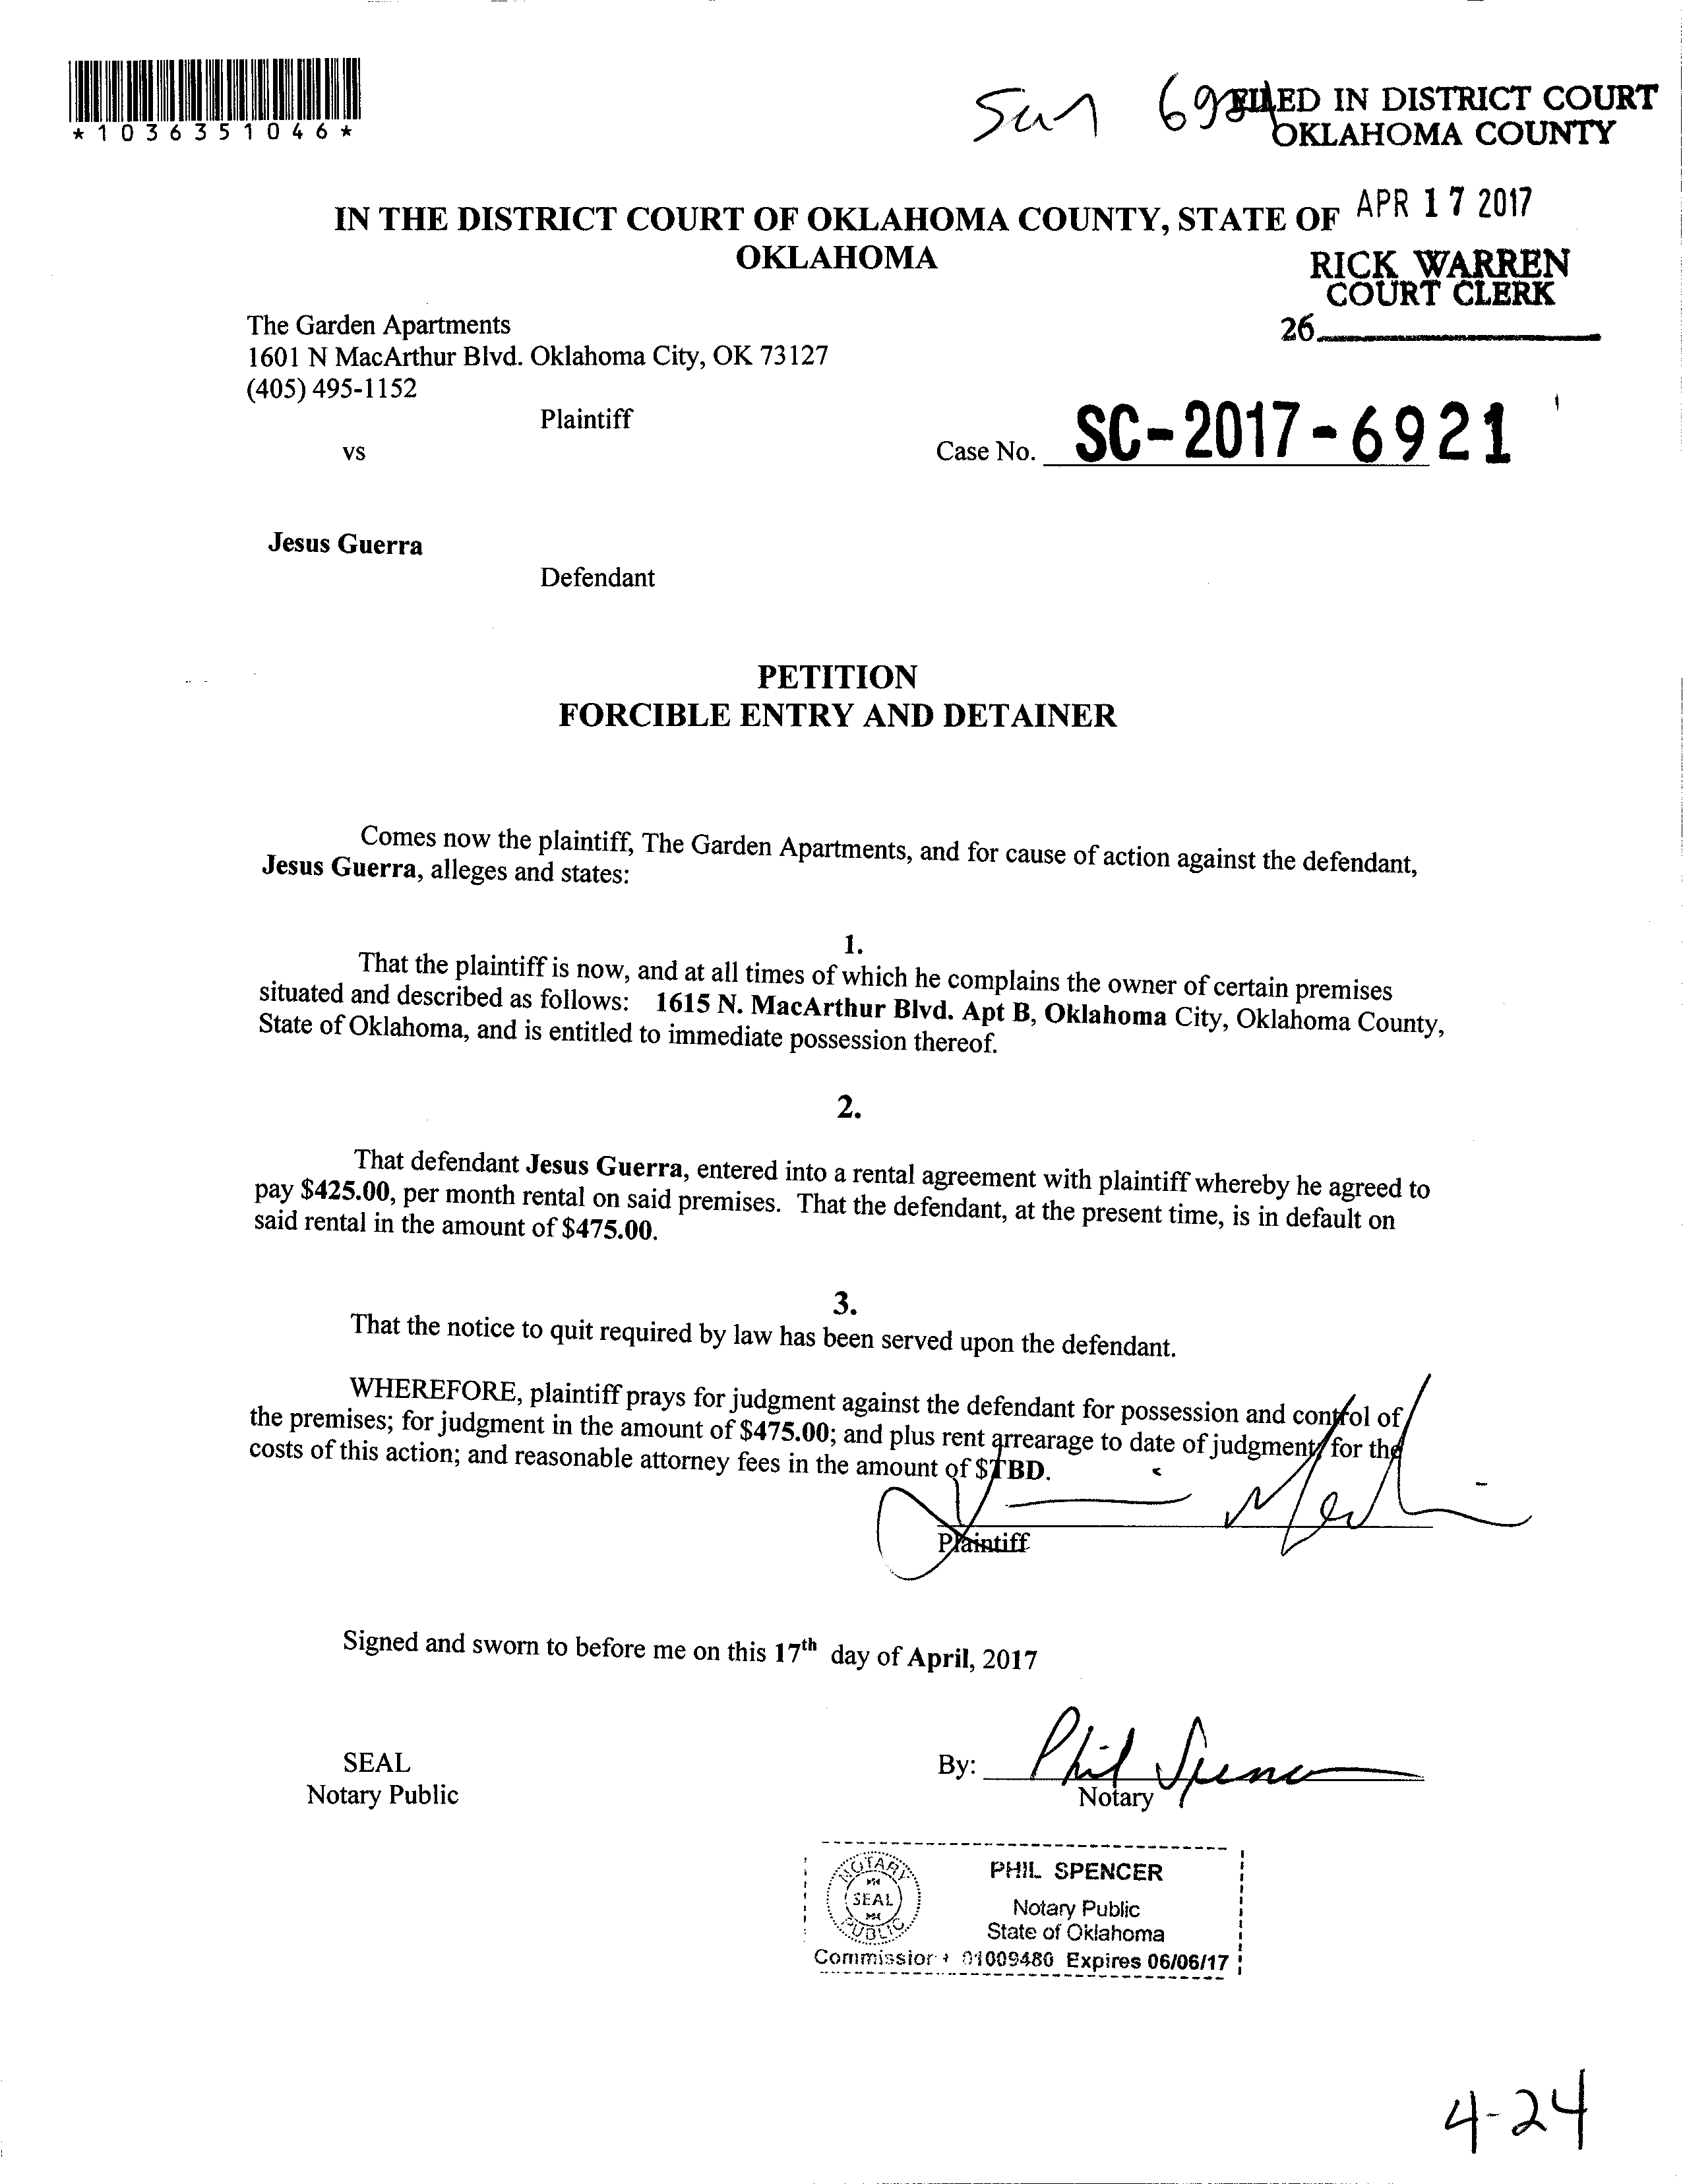 *1036351046*
FILED IN DISTRICT COURT
OKLAHOMA COUNTY
APR 17 2017
RICK WARREN
COURT CLERK
26
IN THE DISTRICT COURT OF OKLAHOMA COUNTY, STATE OF
OKLAHOMA
The Garden Apartments
1601 N MacArthur Blvd. Oklahoma City, OK 73127
(405) 495-1152
Plaintiff
vs
Case No. SC-2017-6921
Jesus Guerra
Defendant
PETITION
FORCIBLE ENTRY AND DETAINER
Comes now the plaintiff, The Garden Apartments, and for cause of action against the defendant,
Jesus Guerra, alleges and states:
1.
That the plaintiff is now, and at all times of which he complains the owner of certain premises
situated and described as follows: 1615 N. MacArthur Blvd. Apt B, Oklahoma City, Oklahoma County,
State of Oklahoma, and is entitled to immediate possession thereof.
2.
That defendant Jesus Guerra, entered into a rental agreement with plaintiff whereby he agreed to
pay $425.00, per month rental on said premises. That the defendant, at the present time, is in default on
said rental in the amount of $475.00.
3.
That the notice to quit required by law has been served upon the defendant.
WHEREFORE, plaintiff prays for judgment against the defendant for possession and control of
the premises; for judgment in the amount of $475.00; and plus rent arrearage to date of judgment; for the
costs of this action; and reasonable attorney fees in the amount of $TBD.
Plaintiff
Signed and sworn to before me on this 17th day of April, 2017
SEAL
Notary Public
By: Phil Spencer
Notary
NOTARY
SEAL
PUBLIC
PHIL SPENCER
Notary Public
State of Oklahoma
Commission # 01009480 Expires 06/06/17
4-24